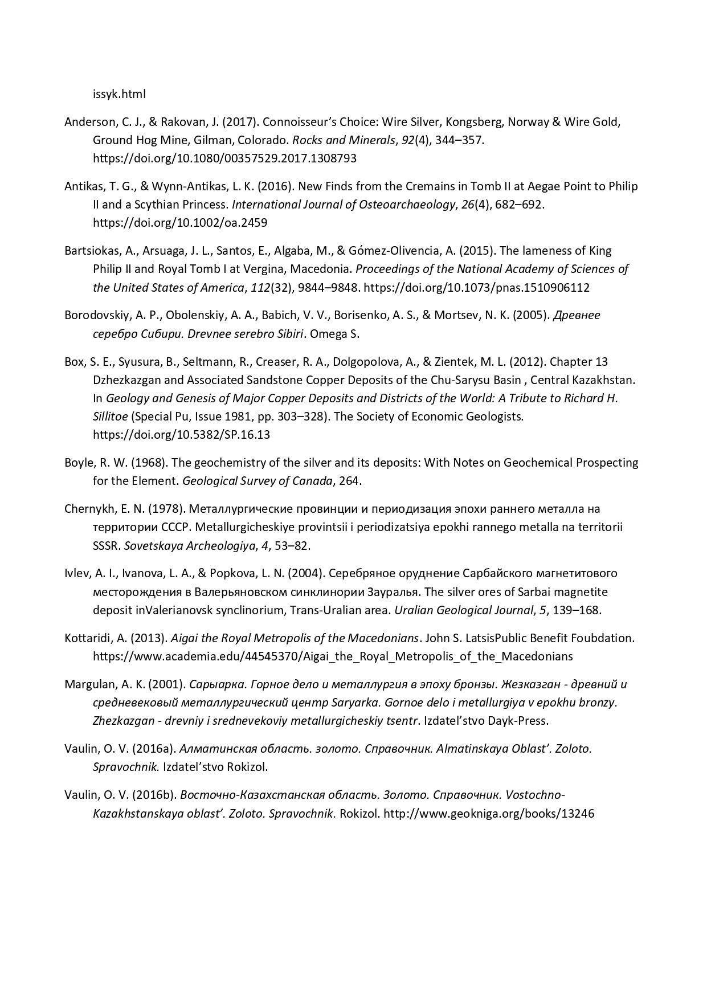 issyk.html
Anderson, C. J., & Rakovan, J. (2017). Connoisseur’s Choice: Wire Silver, Kongsberg, Norway & Wire Gold,
Ground Hog Mine, Gilman, Colorado. Rocks and Minerals, 92(4), 344–357.
https://doi.org/10.1080/00357529.2017.1308793
Antikas, T. G., & Wynn-Antikas, L. K. (2016). New Finds from the Cremains in Tomb II at Aegae Point to Philip
II and a Scythian Princess. International Journal of Osteoarchaeology, 26(4), 682–692.
https://doi.org/10.1002/oa.2459
Bartsiokas, A., Arsuaga, J. L., Santos, E., Algaba, M., & Gómez-Olivencia, A. (2015). The lameness of King
Philip II and Royal Tomb I at Vergina, Macedonia. Proceedings of the National Academy of Sciences of
the United States of America, 112(32), 9844–9848. https://doi.org/10.1073/pnas.1510906112
Borodovskiy, A. P., Obolenskiy, A. A., Babich, V. V., Borisenko, A. S., & Mortsev, N. K. (2005). Древнее
серебро Сибири. Drevnee serebro Sibiri. Omega S.
Box, S. E., Syusura, B., Seltmann, R., Creaser, R. A., Dolgopolova, A., & Zientek, M. L. (2012). Chapter 13
Dzhezkazgan and Associated Sandstone Copper Deposits of the Chu-Sarysu Basin , Central Kazakhstan.
In Geology and Genesis of Major Copper Deposits and Districts of the World: A Tribute to Richard H.
Sillitoe (Special Pu, Issue 1981, pp. 303–328). The Society of Economic Geologists.
https://doi.org/10.5382/SP.16.13
Boyle, R. W. (1968). The geochemistry of the silver and its deposits: With Notes on Geochemical Prospecting
for the Element. Geological Survey of Canada, 264.
Chernykh, E. N. (1978). Металлургические провинции и периодизация эпохи раннего металла на
территории СССР. Metallurgicheskiye provintsii i periodizatsiya epokhi rannego metalla na territorii
SSSR. Sovetskaya Archeologiya, 4, 53–82.
Ivlev, A. I., Ivanova, L. A., & Popkova, L. N. (2004). Серебряное оруднение Сарбайского магнетитового
месторождения в Валерьяновском синклинории Зауралья. The silver ores of Sarbai magnetite
deposit inValerianovsk synclinorium, Trans-Uralian area. Uralian Geological Journal, 5, 139–168.
Kottaridi, A. (2013). Aigai the Royal Metropolis of the Macedonians. John S. LatsisPublic Benefit Foubdation.
https://www.academia.edu/44545370/Aigai_the_Royal_Metropolis_of_the_Macedonians
Margulan, A. K. (2001). Сарыарка. Горное дело и металлургия в эпоху бронзы. Жезказган - древний и
средневековый металлургический центр Saryarka. Gornoe delo i metallurgiya v epokhu bronzy.
Zhezkazgan - drevniy i srednevekoviy metallurgicheskiy tsentr. Izdatel’stvo Dayk-Press.
Vaulin, O. V. (2016a). Алматинская область. золото. Справочник. Almatinskaya Oblast’. Zoloto.
Spravochnik. Izdatel’stvo Rokizol.
Vaulin, O. V. (2016b). Восточно-Казахстанская область. Золото. Справочник. Vostochno-
Kazakhstanskaya oblast’. Zoloto. Spravochnik. Rokizol. http://www.geokniga.org/books/13246